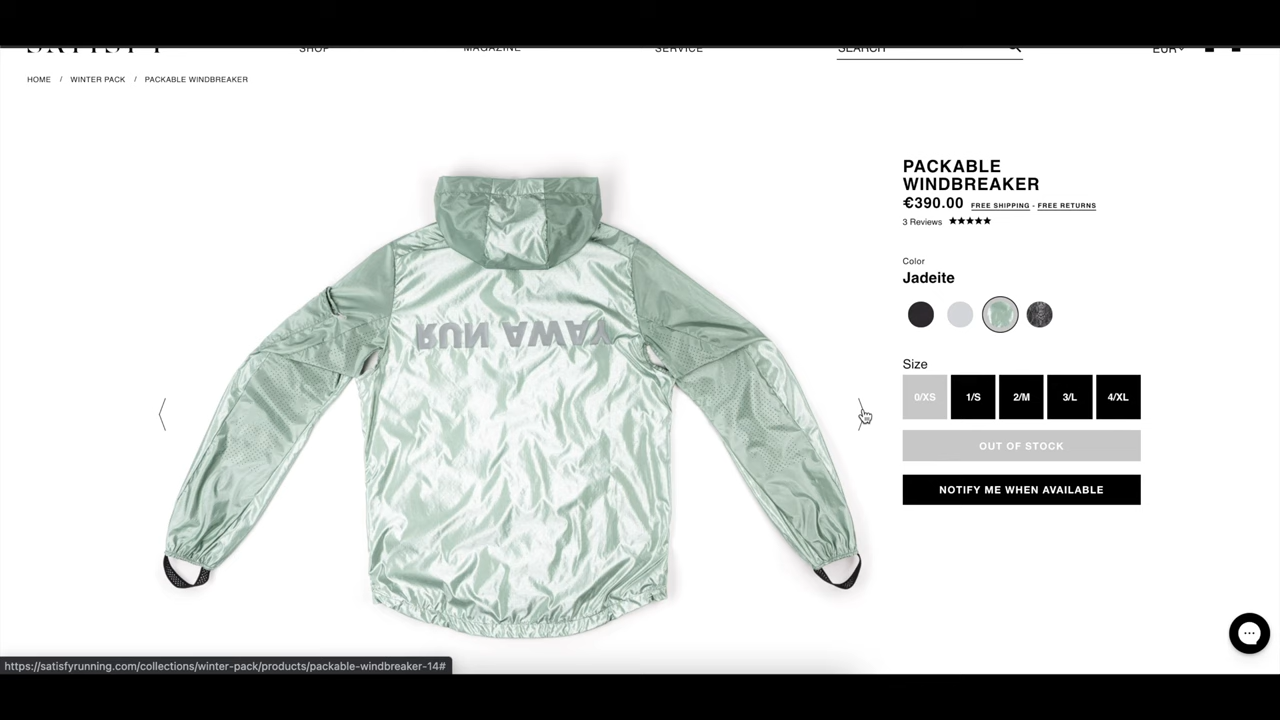 SHOP
MAGAZINE
SERVICE
SEARCH
EUR
HOME / WINTER PACK / PACKABLE WINDBREAKER
PACKABLE
WINDBREAKER
€390.00 FREE SHIPPING - FREE RETURNS
3 Reviews ★★★★★
Color
Jadeite
RUN AWAY
Size
0/XS 1/S 2/M 3/L 4/XL
OUT OF STOCK
NOTIFY ME WHEN AVAILABLE
https://satisfyrunning.com/collections/winter-pack/products/packable-windbreaker-14#